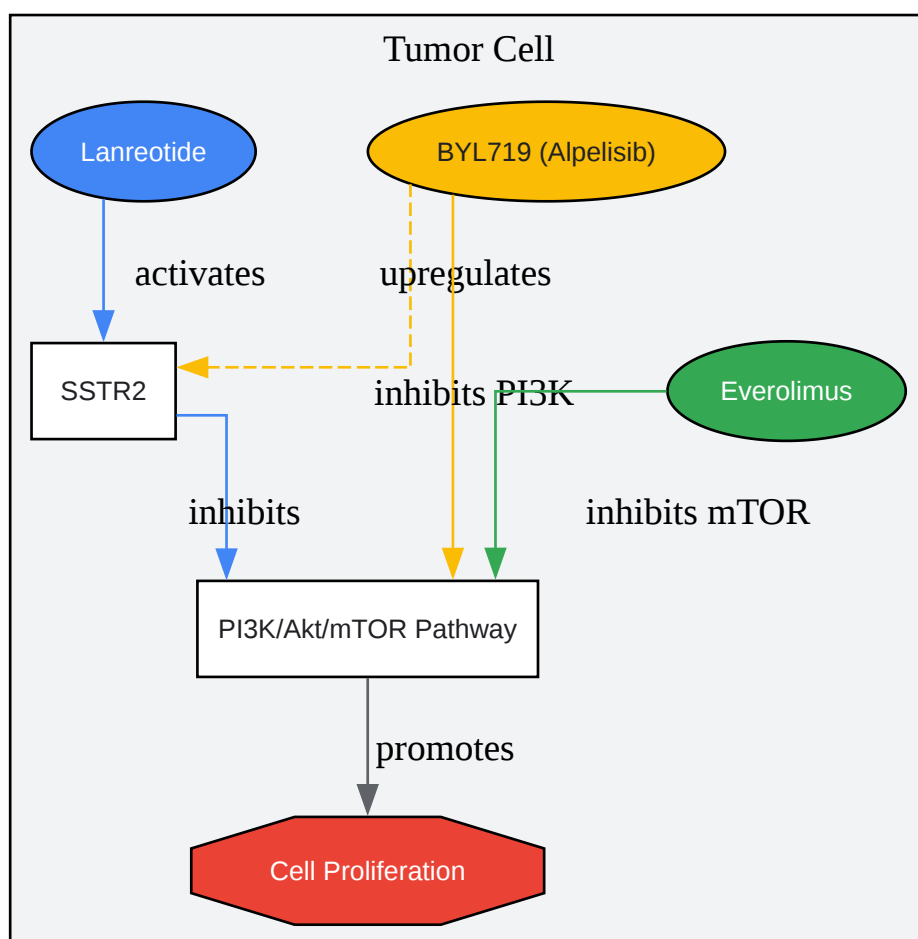 Tumor Cell
Lanreotide
BYL719 (Alpelisib)
activates
upregulates
SSTR2
inhibits PI3K
Everolimus
inhibits
inhibits mTOR
PI3K/Akt/mTOR Pathway
promotes
Cell Proliferation